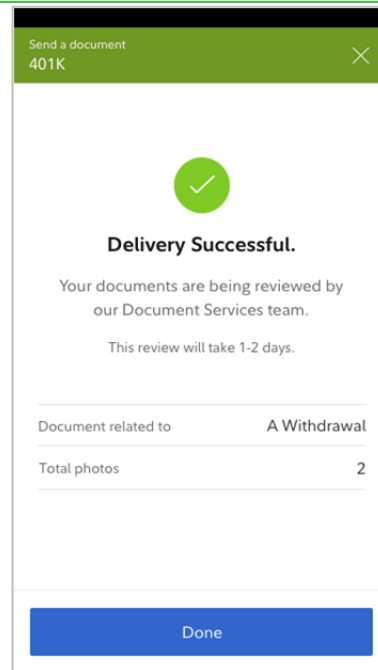 Send a document
401K
Delivery Successful.
Your documents are being reviewed by
our Document Services team.
This review will take 1-2 days.
Document related to A Withdrawal
Total photos 2
Done